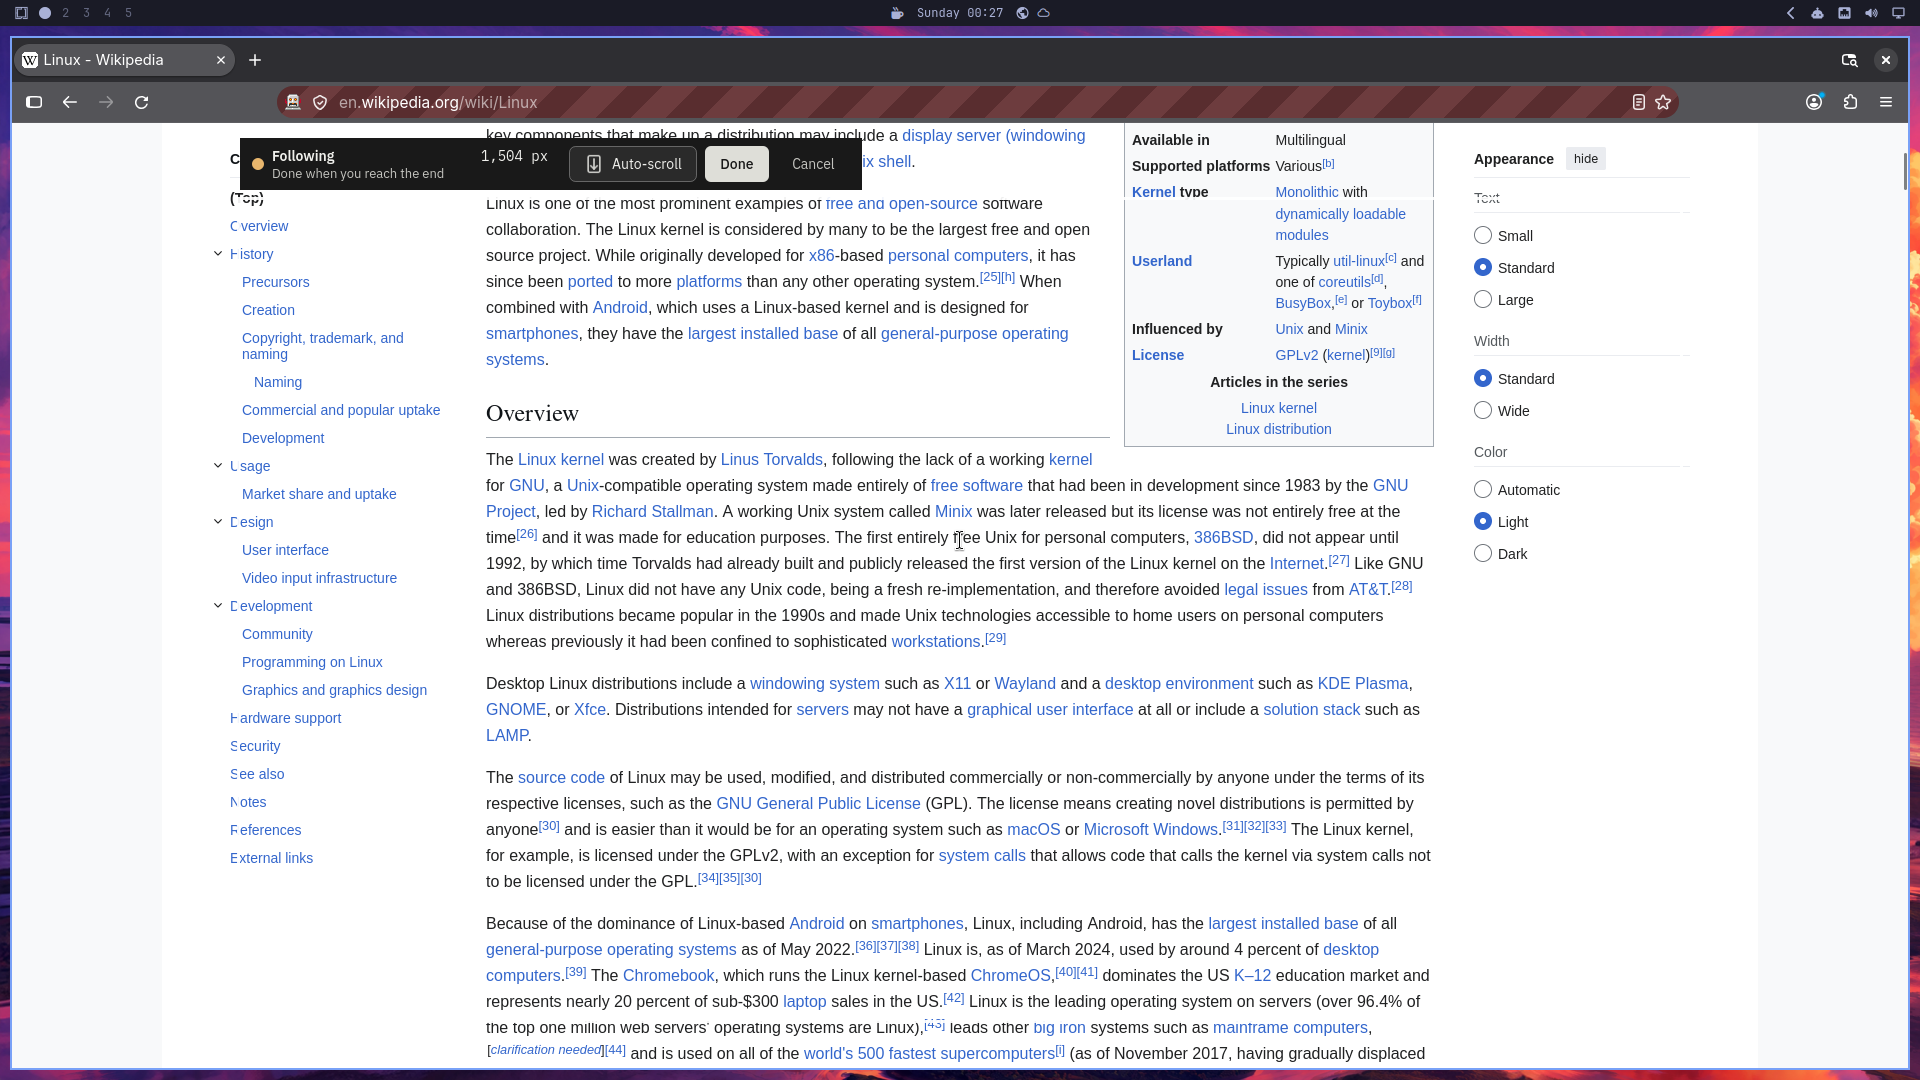 2 3 4 5
Sunday 00:27
Linux - Wikipedia
en.wikipedia.org/wiki/Linux
Following
Done when you reach the end
1,504 px
Auto-scroll
Done
Cancel
(Top)
Overview
History
Precursors
Creation
Copyright, trademark, and
naming
Naming
Commercial and popular uptake
Development
Usage
Market share and uptake
Design
User interface
Video input infrastructure
Development
Community
Programming on Linux
Graphics and graphics design
Hardware support
Security
See also
Notes
References
External links
key components that make up a distribution may include a display server (windowing
shell.
Linux is one of the most prominent examples of free and open-source software
collaboration. The Linux kernel is considered by many to be the largest free and open
source project. While originally developed for x86-based personal computers, it has
since been ported to more platforms than any other operating system.[25][h] When
combined with Android, which uses a Linux-based kernel and is designed for
smartphones, they have the largest installed base of all general-purpose operating
systems.
Available in Multilingual
Supported platforms Various[b]
Kernel type Monolithic with
dynamically loadable
modules
Userland Typically util-linux[c] and
one of coreutils[d],
BusyBox,[e] or Toybox[f]
Influenced by Unix and Minix
License GPLv2 (kernel)[9][g]
Articles in the series
Linux kernel
Linux distribution
Overview
The Linux kernel was created by Linus Torvalds, following the lack of a working kernel
for GNU, a Unix-compatible operating system made entirely of free software that had been in development since 1983 by the GNU
Project, led by Richard Stallman. A working Unix system called Minix was later released but its license was not entirely free at the
time[26] and it was made for education purposes. The first entirely free Unix for personal computers, 386BSD, did not appear until
1992, by which time Torvalds had already built and publicly released the first version of the Linux kernel on the Internet.[27] Like GNU
and 386BSD, Linux did not have any Unix code, being a fresh re-implementation, and therefore avoided legal issues from AT&T.[28]
Linux distributions became popular in the 1990s and made Unix technologies accessible to home users on personal computers
whereas previously it had been confined to sophisticated workstations.[29]
Desktop Linux distributions include a windowing system such as X11 or Wayland and a desktop environment such as KDE Plasma,
GNOME, or Xfce. Distributions intended for servers may not have a graphical user interface at all or include a solution stack such as
LAMP.
The source code of Linux may be used, modified, and distributed commercially or non-commercially by anyone under the terms of its
respective licenses, such as the GNU General Public License (GPL). The license means creating novel distributions is permitted by
anyone[30] and is easier than it would be for an operating system such as macOS or Microsoft Windows.[31][32][33] The Linux kernel,
for example, is licensed under the GPLv2, with an exception for system calls that allows code that calls the kernel via system calls not
to be licensed under the GPL.[34][35][30]
Because of the dominance of Linux-based Android on smartphones, Linux, including Android, has the largest installed base of all
general-purpose operating systems as of May 2022.[36][37][38] Linux is, as of March 2024, used by around 4 percent of desktop
computers.[39] The Chromebook, which runs the Linux kernel-based ChromeOS,[40][41] dominates the US K–12 education market and
represents nearly 20 percent of sub-$300 laptop sales in the US.[42] Linux is the leading operating system on servers (over 96.4% of
the top one million web servers' operating systems are Linux),[43] leads other big iron systems such as mainframe computers,
[clarification needed][44] and is used on all of the world's 500 fastest supercomputers[i] (as of November 2017, having gradually displaced
Appearance hide
Text
Small
Standard
Large
Width
Standard
Wide
Color
Automatic
Light
Dark